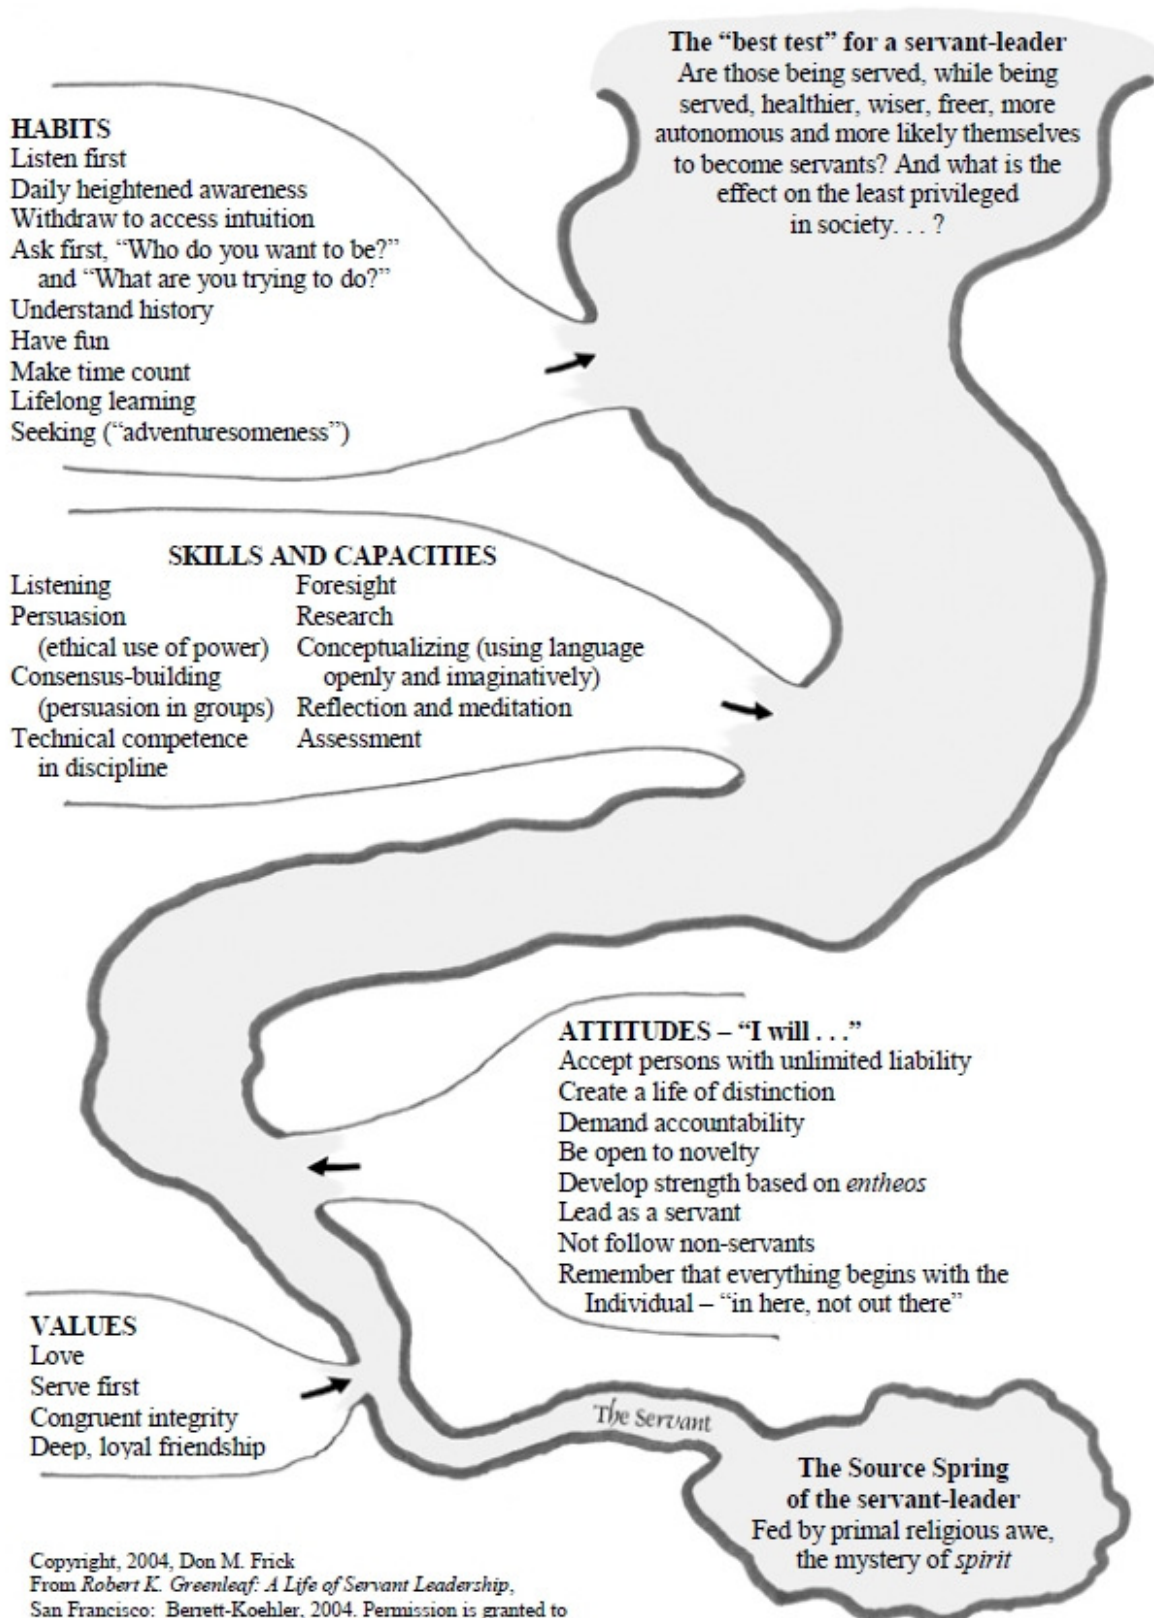 The “best test” for a servant-leader
Are those being served, while being
served, healthier, wiser, freer, more
autonomous and more likely themselves
to become servants? And what is the
effect on the least privileged
in society. . . ?
HABITS
Listen first
Daily heightened awareness
Withdraw to access intuition
Ask first, “Who do you want to be?”
and “What are you trying to do?”
Understand history
Have fun
Make time count
Lifelong learning
Seeking (“adventuresomeness”)
SKILLS AND CAPACITIES
Listening
Persuasion
(ethical use of power)
Consensus-building
(persuasion in groups)
Technical competence
in discipline
Foresight
Research
Conceptualizing (using language
openly and imaginatively)
Reflection and meditation
Assessment
ATTITUDES – “I will . . .”
Accept persons with unlimited liability
Create a life of distinction
Demand accountability
Be open to novelty
Develop strength based on entheos
Lead as a servant
Not follow non-servants
Remember that everything begins with the
Individual – “in here, not out there”
VALUES
Love
Serve first
Congruent integrity
Deep, loyal friendship
The Servant
The Source Spring
of the servant-leader
Fed by primal religious awe,
the mystery of spirit
Copyright, 2004, Don M. Frick
From Robert K. Greenleaf: A Life of Servant Leadership,
San Francisco: Berrett-Koehler, 2004. Permission is granted to